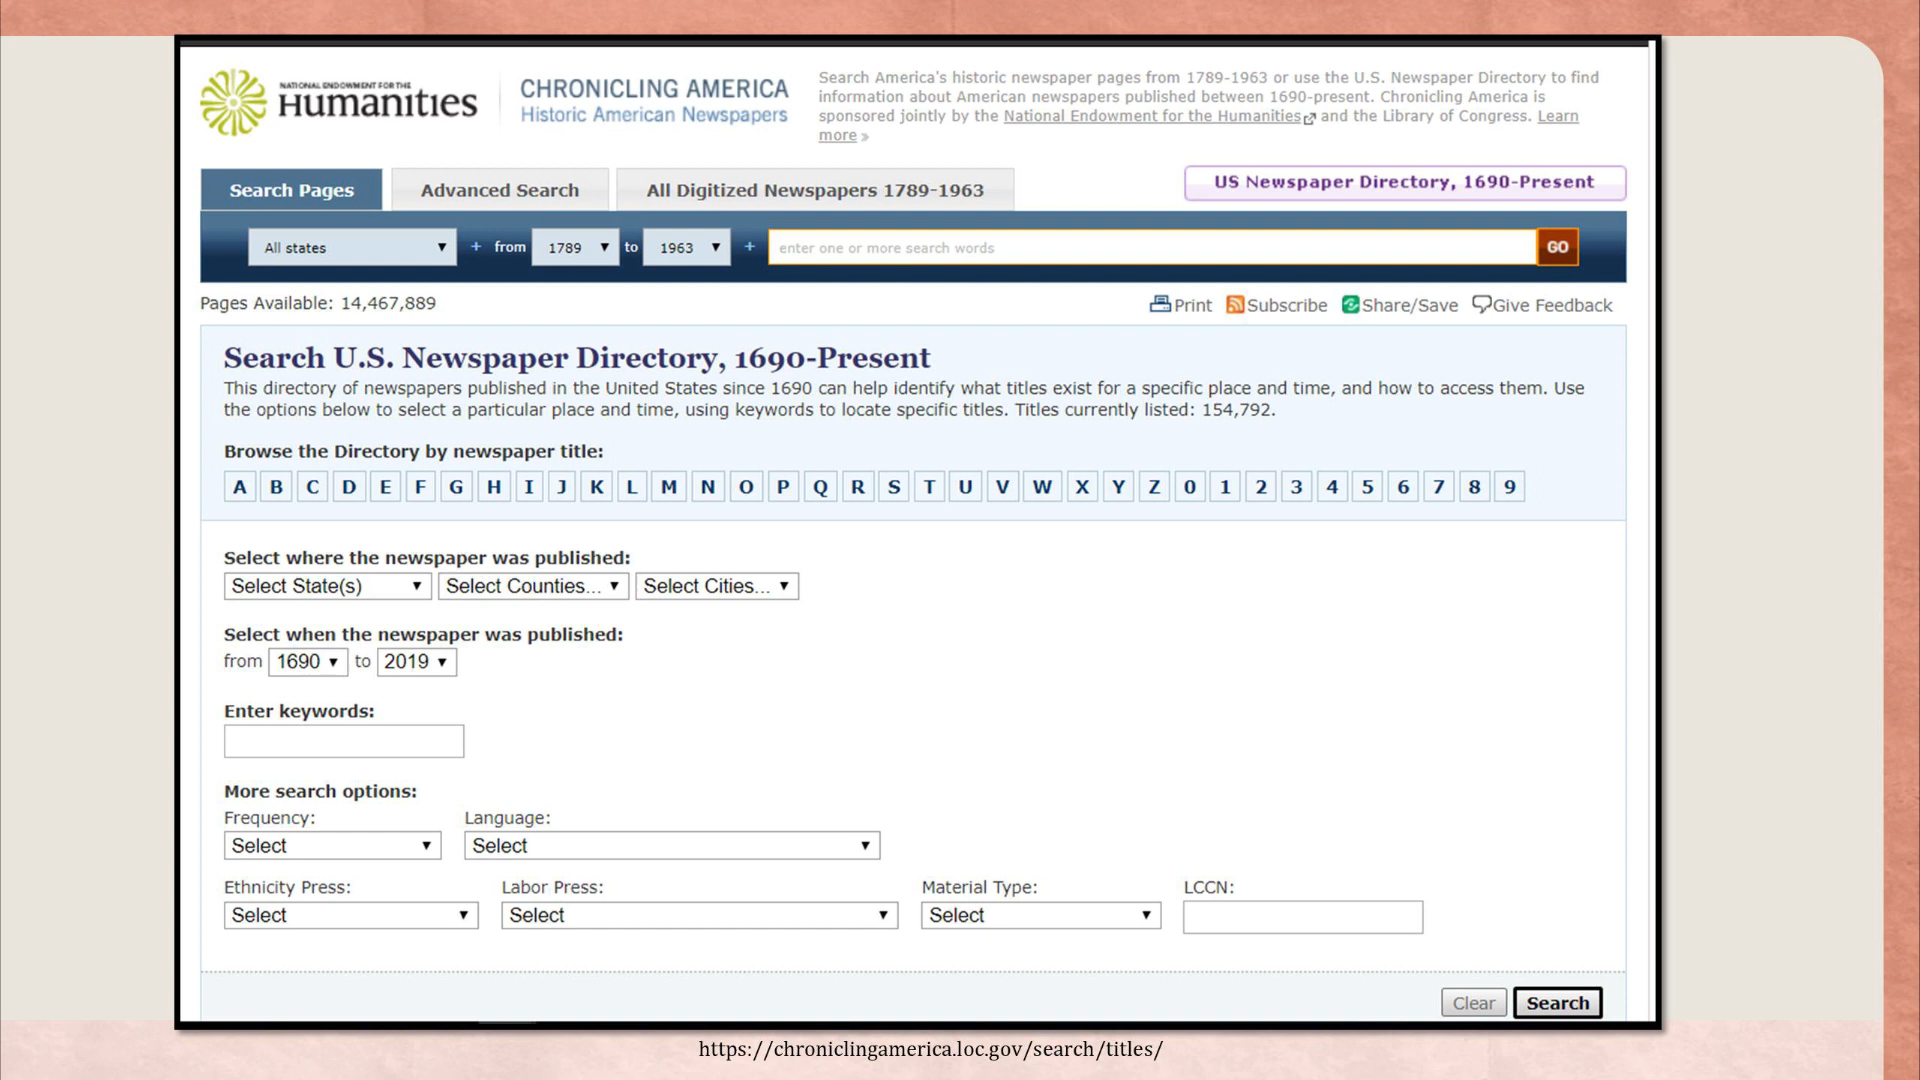 NATIONAL ENDOWMENT FOR THE
Humanities
CHRONICLING AMERICA
Historic American Newspapers
Search America's historic newspaper pages from 1789-1963 or use the U.S. Newspaper Directory to find
information about American newspapers published between 1690-present. Chronicling America is
sponsored jointly by the National Endowment for the Humanities and the Library of Congress. Learn
more »
Search Pages
Advanced Search
All Digitized Newspapers 1789-1963
US Newspaper Directory, 1690-Present
All states ▼ + from 1789 ▼ to 1963 ▼ + enter one or more search words GO
Pages Available: 14,467,889
Print Subscribe Share/Save Give Feedback
Search U.S. Newspaper Directory, 1690-Present
This directory of newspapers published in the United States since 1690 can help identify what titles exist for a specific place and time, and how to access them. Use
the options below to select a particular place and time, using keywords to locate specific titles. Titles currently listed: 154,792.
Browse the Directory by newspaper title:
A B C D E F G H I J K L M N O P Q R S T U V W X Y Z 0 1 2 3 4 5 6 7 8 9
Select where the newspaper was published:
Select State(s) ▼ Select Counties... ▼ Select Cities... ▼
Select when the newspaper was published:
from 1690 ▼ to 2019 ▼
Enter keywords:
More search options:
Frequency: Language:
Select ▼ Select ▼
Ethnicity Press: Labor Press: Material Type: LCCN:
Select ▼ Select ▼ Select ▼
Clear Search
https://chroniclingamerica.loc.gov/search/titles/